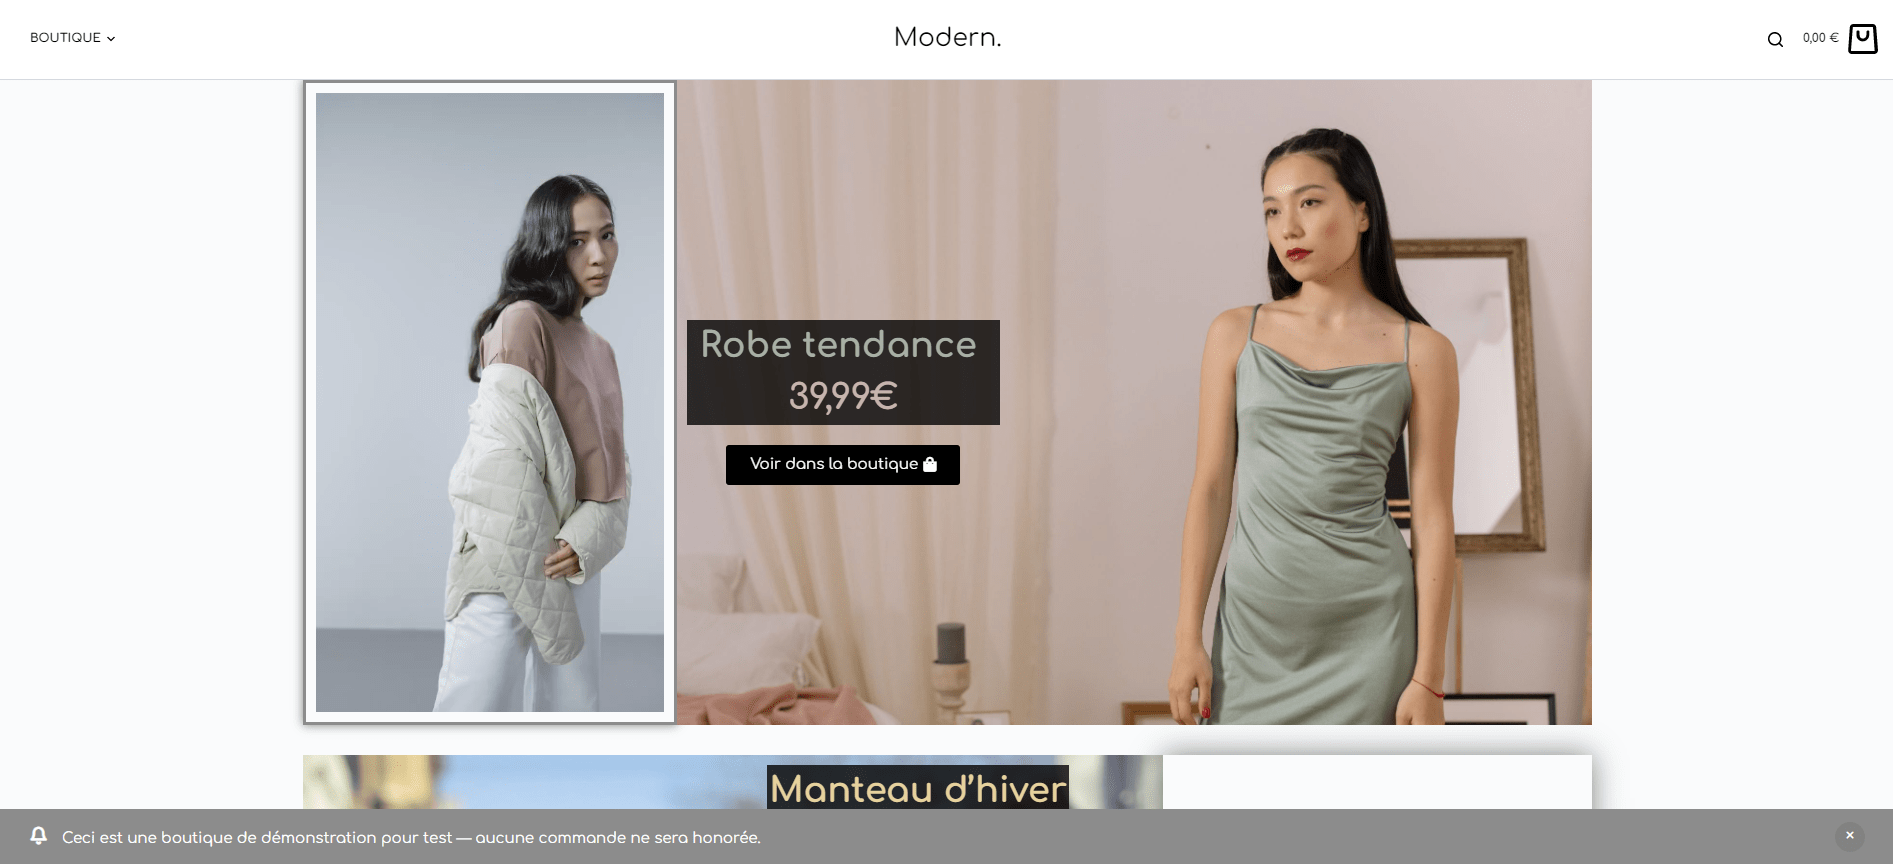 BOUTIQUE
Modern.
0,00 €
Robe tendance
39,99€
Voir dans la boutique
Manteau d’hiver
Ceci est une boutique de démonstration pour test — aucune commande ne sera honorée.